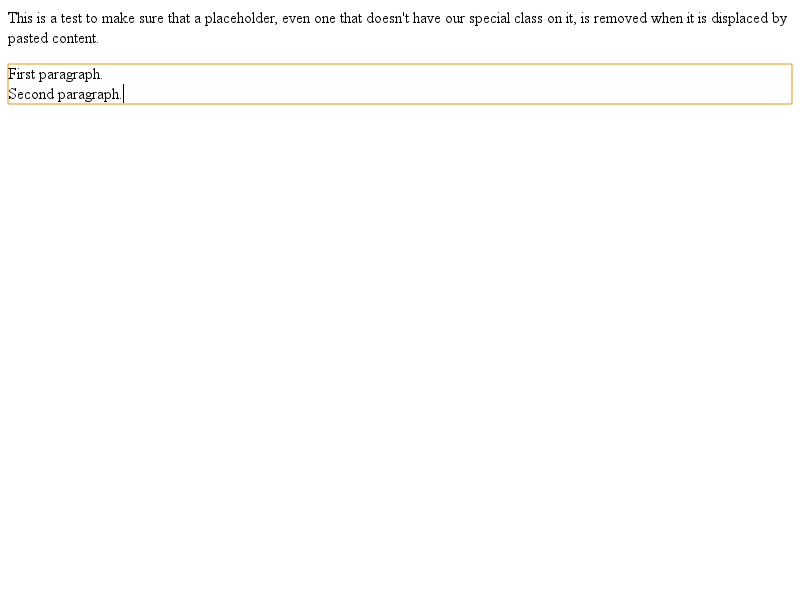 This is a test to make sure that a placeholder, even one that doesn't have our special class on it, is removed when it is displaced by
pasted content.
First paragraph.
Second paragraph.